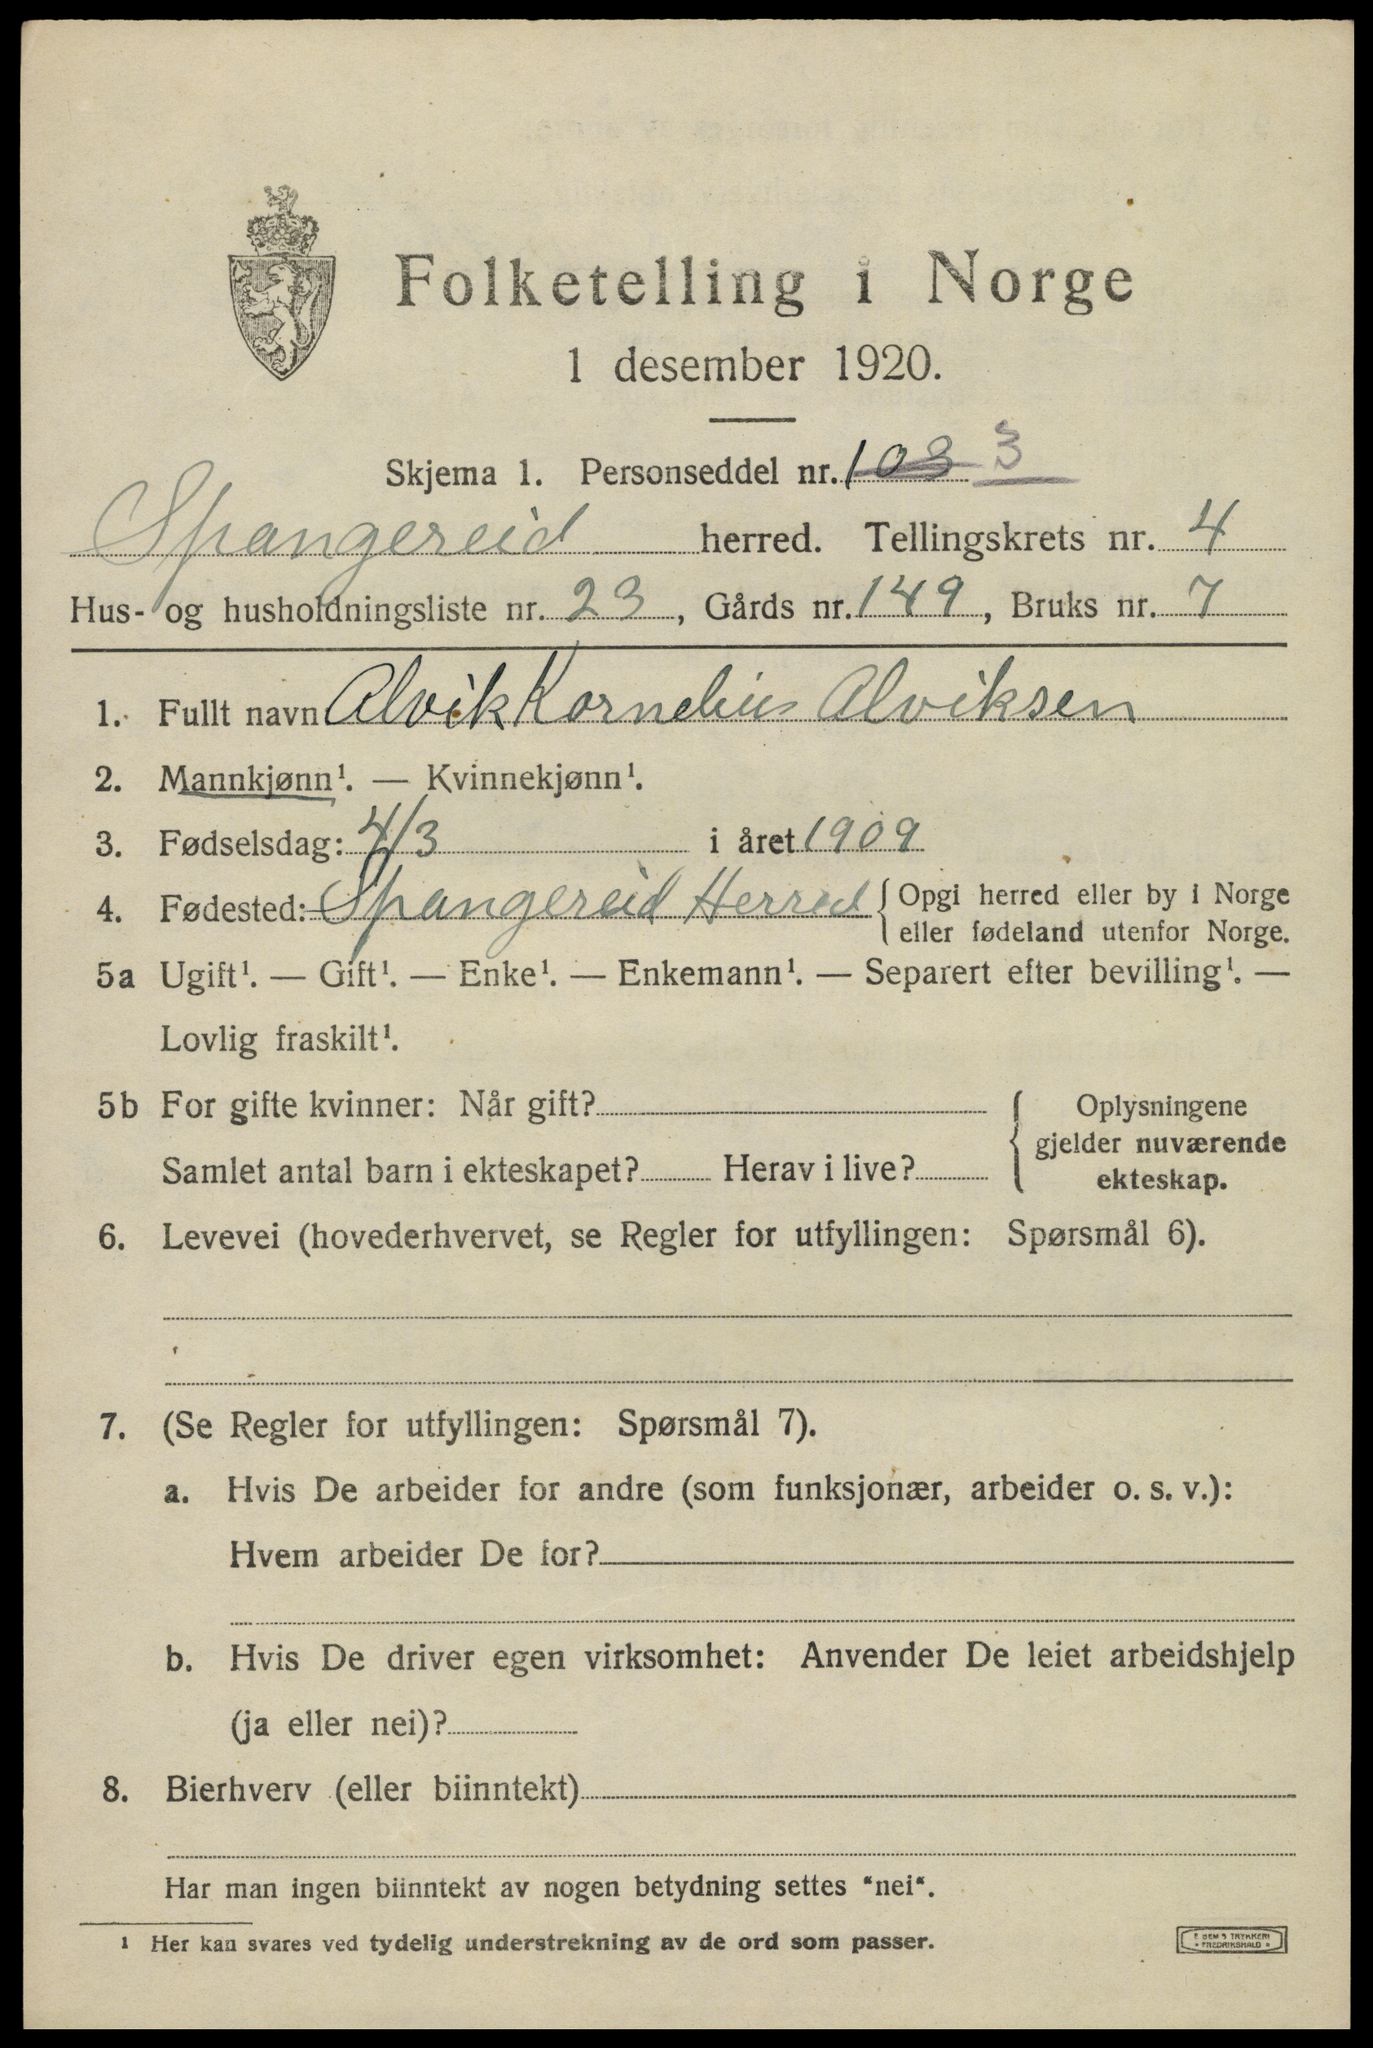 Folketelling i Norge
1 desember 1920.
Skjema 1. Personseddel nr. 103 3
Spangereid herred. Tellingskrets nr. 4
Hus- og husholdningsliste nr. 23, Gårds nr. 149, Bruks nr. 7
1. Fullt navn Alvik Kornelius Alviksen
2. Mannkjønn¹. — Kvinnekjønn¹.
3. Fødselsdag: 4/3 i året 1909
4. Fødested: Spangereid Herred { Opgi herred eller by i Norge
eller fødeland utenfor Norge.
5a Ugift¹. — Gift¹. — Enke¹. — Enkemann¹. — Separert efter bevilling¹. —
Lovlig fraskilt¹.
5b For gifte kvinner: Når gift? { Oplysningene
gjelder nuværende
Samlet antal barn i ekteskapet? Herav i live? ekteskap.
6. Levevei (hovederhvervet, se Regler for utfyllingen: Spørsmål 6).
7. (Se Regler for utfyllingen: Spørsmål 7).
a. Hvis De arbeider for andre (som funksjonær, arbeider o. s. v.):
Hvem arbeider De for?
b. Hvis De driver egen virksomhet: Anvender De leiet arbeidshjelp
(ja eller nei)?
8. Bierhverv (eller biinntekt)
Har man ingen biinntekt av nogen betydning settes “nei“.
¹ Her kan svares ved tydelig understrekning av de ord som passer.
E SEM'S TRYKKERI
• FREDRIKSHALD •